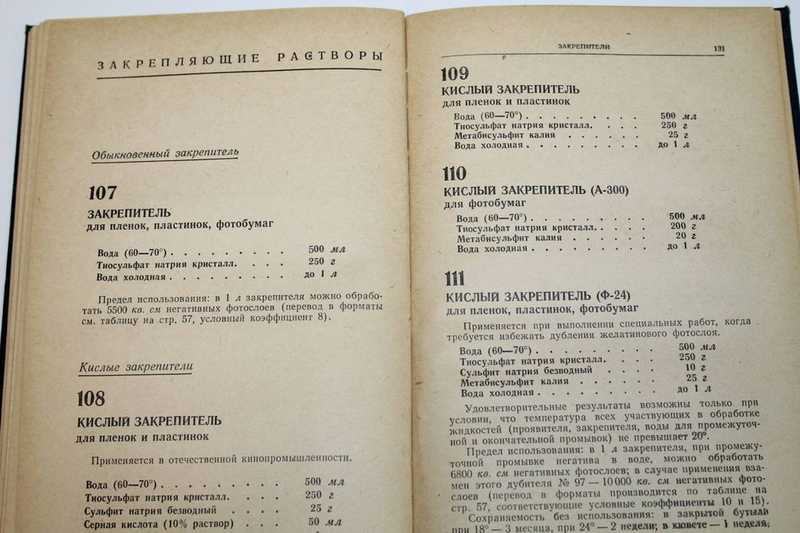 ЗАКРЕПЛЯЮЩИЕ РАСТВОРЫ
Обыкновенный закрепитель
107
ЗАКРЕПИТЕЛЬ
для пленок, пластинок, фотобумаг
Вода (60—70°) . . . . . . . . . 500 мл
Тиосульфат натрия кристалл. . . . 250 г
Вода холодная . . . . . . . . . до 1 л
Предел использования: в 1 л закрепителя можно обрабо-
тать 5500 кв. см негативных фотослоев (перевод в форматы
см. таблицу на стр. 57, условный коэффициент 8).
Кислые закрепители
108
КИСЛЫЙ ЗАКРЕПИТЕЛЬ
для пленок и пластинок
Применяется в отечественной кинопромышленности.
Вода (60—70°) . . . . . . . . . 500 мл
Тиосульфат натрия кристалл. . . . 250 г
Сульфит натрия безводный . . . . 25 г
Серная кислота (10% раствор) . . . 50 мл
ЗАКРЕПИТЕЛИ 131
109
КИСЛЫЙ ЗАКРЕПИТЕЛЬ
для пленок и пластинок
Вода (60—70°) . . . . . . . . . 500 мл
Тиосульфат натрия кристалл. . . . 250 г
Метабисульфит калия . . . . . . 25 г
Вода холодная . . . . . . . . . до 1 л
110
КИСЛЫЙ ЗАКРЕПИТЕЛЬ (А-300)
для фотобумаг
Вода (60—70°) . . . . . . . . . 500 мл
Тиосульфат натрия кристалл. . . . . 200 г
Метабисульфит калия . . . . . . 20 г
Вода холодная . . . . . . . . . до 1 л
111
КИСЛЫЙ ЗАКРЕПИТЕЛЬ (Ф-24)
для пленок, пластинок, фотобумаг
Применяется при выполнении специальных работ, когда
требуется избежать дубления желатинового фотослоя.
Вода (60—70°) . . . . . . . . . 500 мл
Тиосульфат натрия кристалл. . . . 250 г
Сульфит натрия безводный . . . . 10 г
Метабисульфит калия . . . . . . 25 г
Вода холодная . . . . . . . . . до 1 л
Удовлетворительные результаты возможны только при
условии, что температура всех участвующих в обработке
жидкостей (проявителя, закрепителя, воды для промежуточ-
ной и окончательной промывок) не превышает 20°.
Предел использования: в 1 л закрепителя, при промежу-
точной промывке негатива в воде, можно обработать
6800 кв. см негативных фотослоев; в случае применения вза-
мен этого дубителя № 97 — 10 000 кв. см негативных фото-
слоев (перевод в форматы производится по таблице на
стр. 57, соответствующие условные коэффициенты 10 и 15).
Сохраняемость без использования: в закрытой бутыли
при 18° — 3 месяца, при 24° — 2 недели; в кювете — 1 неделя;